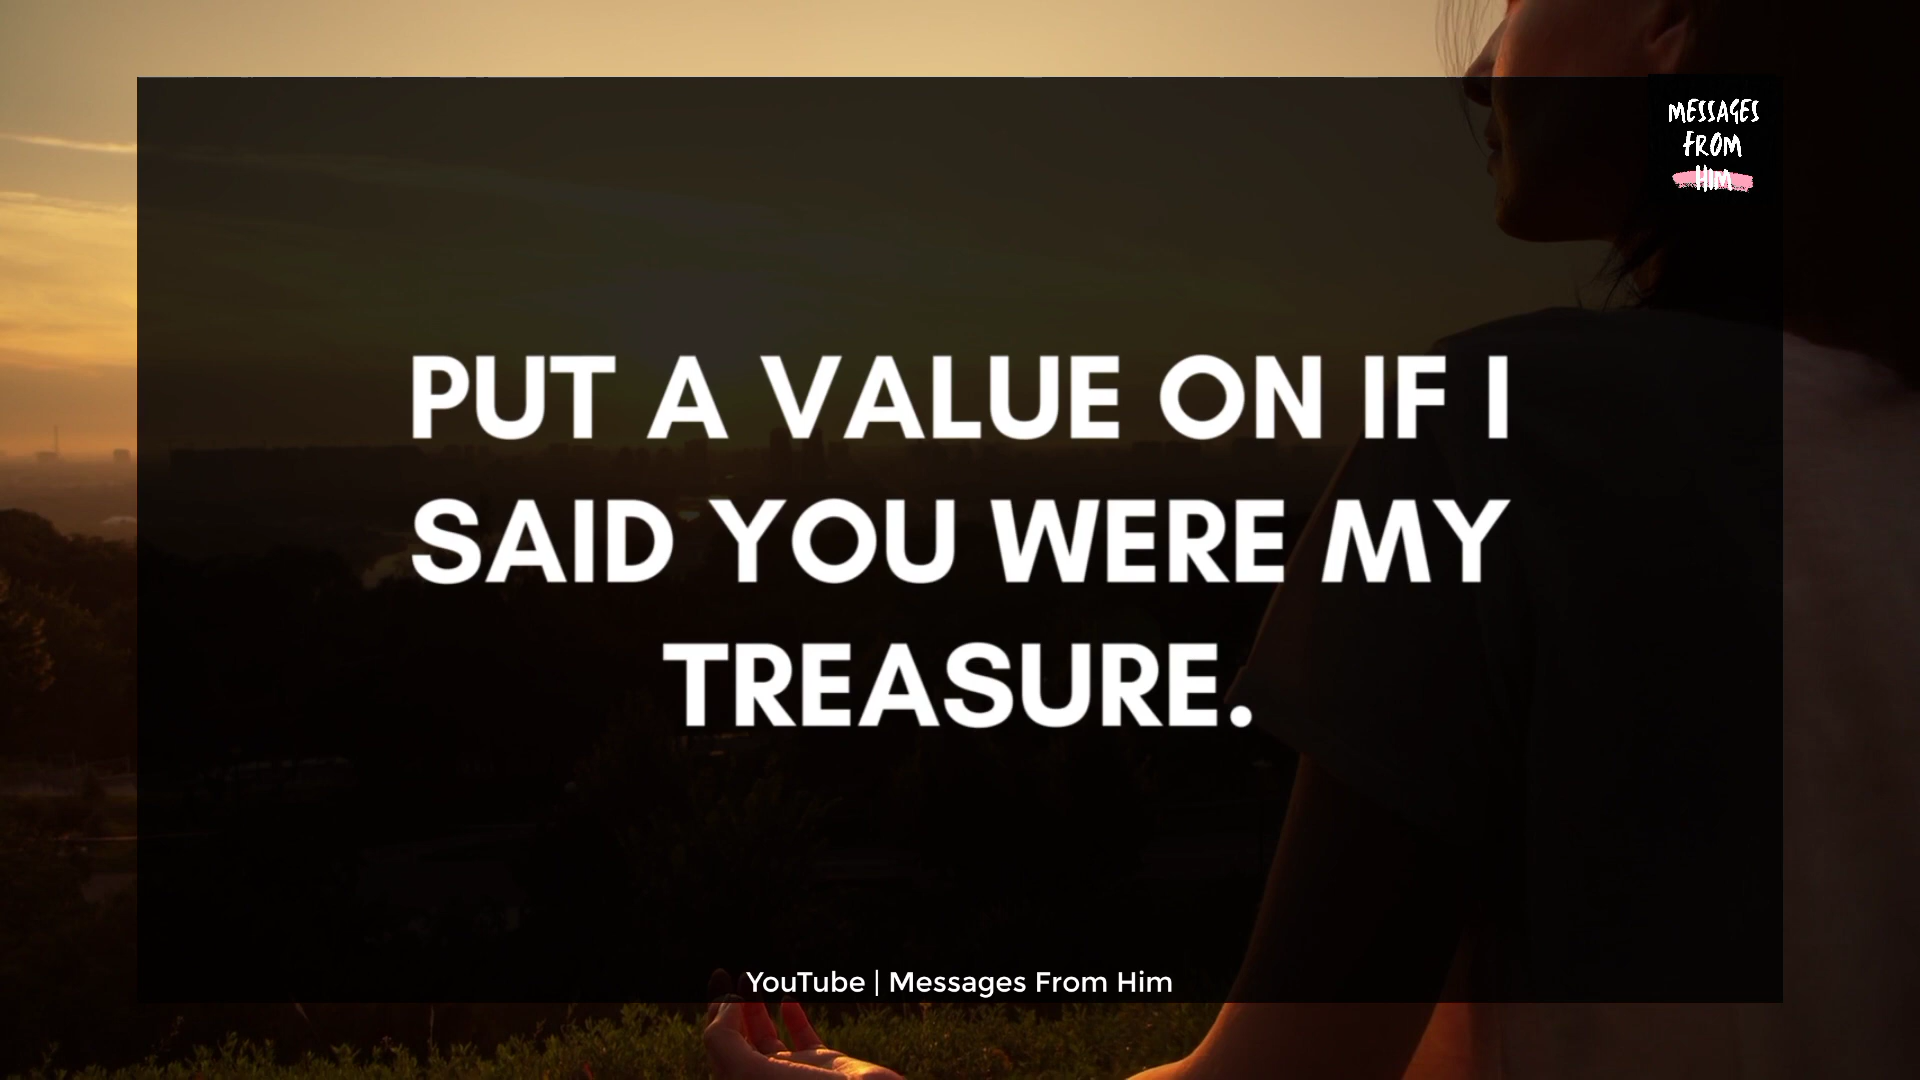 MESSAGES
FROM
HIM
PUT A VALUE ON IF I
SAID YOU WERE MY
TREASURE.
YouTube | Messages From Him